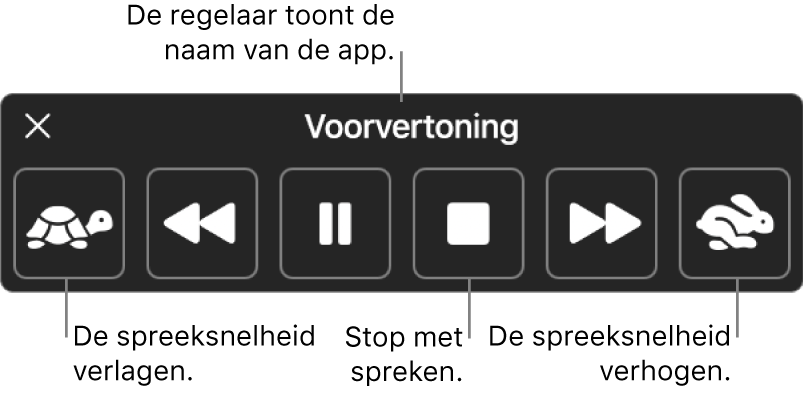 De regelaar toont de
naam van de app.
Voorvertoning
De spreeksnelheid
verlagen.
Stop met
spreken.
De spreeksnelheid
verhogen.